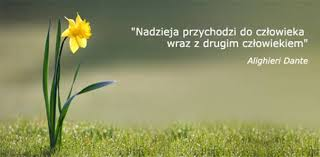 "Nadzieja przychodzi do człowieka
wraz z drugim człowiekiem"
Alighieri Dante